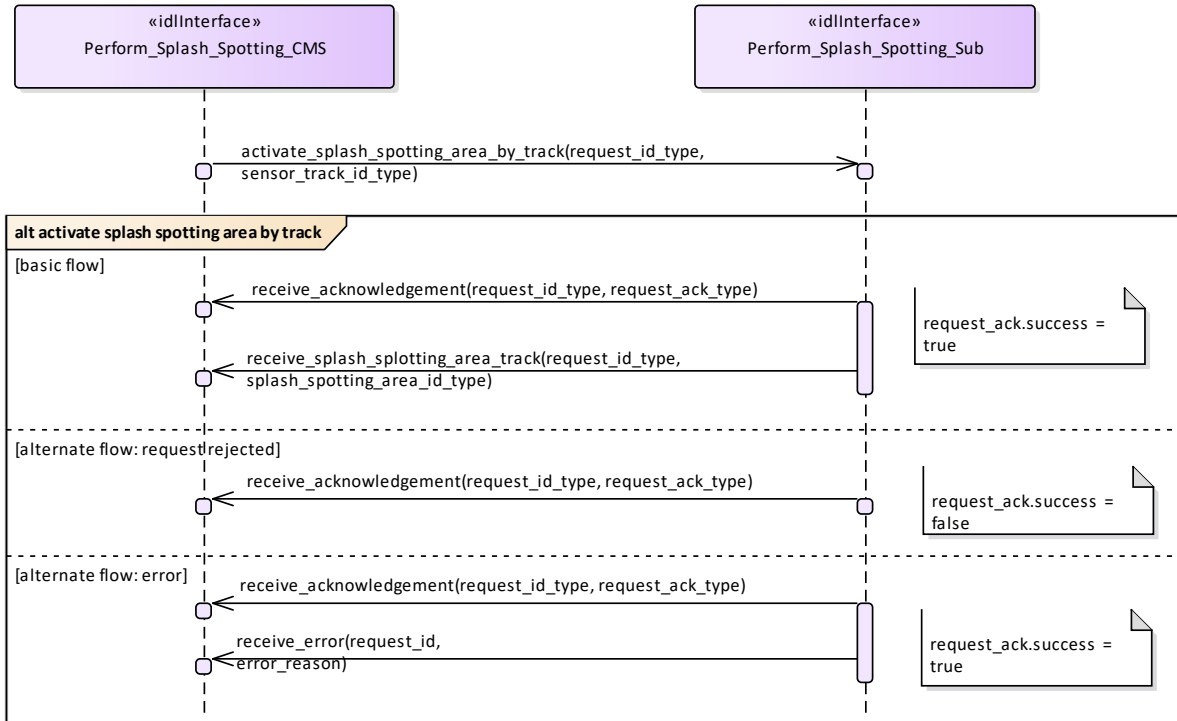 «idlInterface»
Perform_Splash_Spotting_CMS
«idlInterface»
Perform_Splash_Spotting_Sub
activate_splash_spotting_area_by_track(request_id_type,
sensor_track_id_type)
alt activate splash spotting area by track
[basic flow]
receive_acknowledgement(request_id_type, request_ack_type)
request_ack.success =
true
receive_splash_splotting_area_track(request_id_type,
splash_spotting_area_id_type)
[alternate flow: request rejected]
receive_acknowledgement(request_id_type, request_ack_type)
request_ack.success =
false
[alternate flow: error]
receive_acknowledgement(request_id_type, request_ack_type)
receive_error(request_id,
error_reason)
request_ack.success =
true